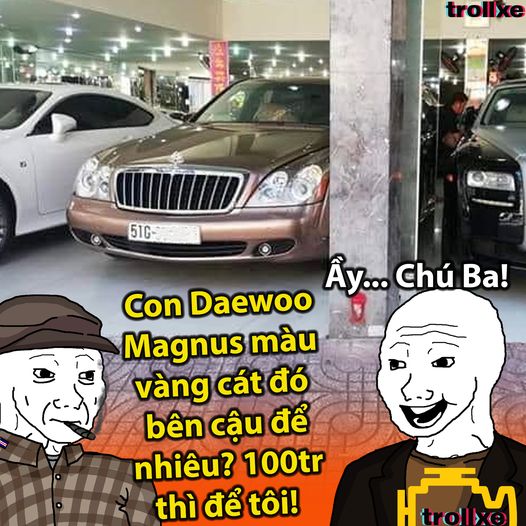 trollxe
51G-
Ầy... Chú Ba!
Con Daewoo
Magnus màu
vàng cát đó
bên cậu để
nhiêu? 100tr
thì để tôi!
trollxe